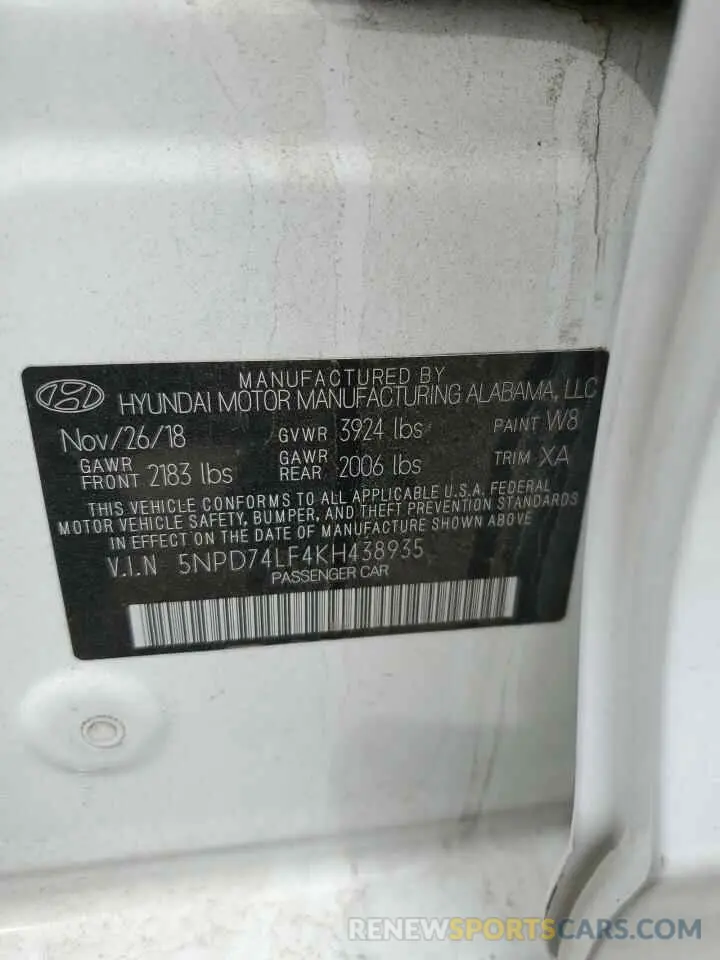 MANUFACTURED BY
HYUNDAI MOTOR MANUFACTURING ALABAMA, LLC
Nov/26/18 GVWR 3924 lbs PAINT W8
GAWR FRONT 2183 lbs GAWR REAR 2006 lbs TRIM XA
THIS VEHICLE CONFORMS TO ALL APPLICABLE U.S.A. FEDERAL
MOTOR VEHICLE SAFETY, BUMPER, AND THEFT PREVENTION STANDARDS
IN EFFECT ON THE DATE OF MANUFACTURE SHOWN ABOVE
V.I.N 5NPD74LF4KH438935
PASSENGER CAR
RENEWSPORTSCARS.COM